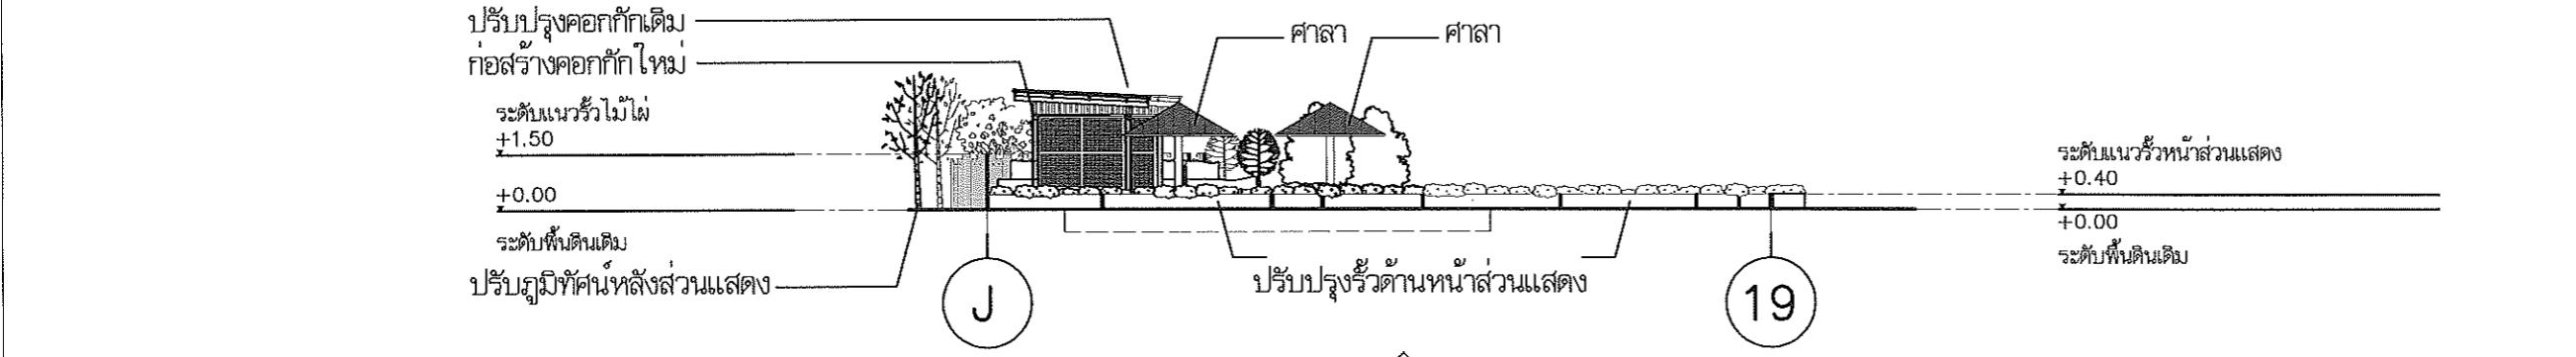 ปรับปรุงคอกกักเดิม
ก่อสร้างคอกกักใหม่
ศาลา
ศาลา
ระดับแนวรั้วไม้ไผ่
+1.50
+0.00
ระดับพื้นดินเดิม
ปรับภูมิทัศน์หลังส่วนแสดง
J
ปรับปรุงรั้วด้านหน้าส่วนแสดง
19
ระดับแนวรั้วหน้าส่วนแสดง
+0.40
+0.00
ระดับพื้นดินเดิม